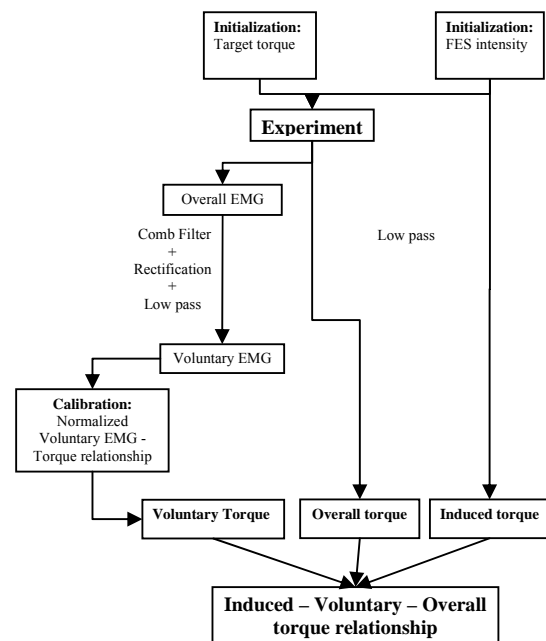 Initialization:
Target torque
Initialization:
FES intensity
Experiment
Overall EMG
Comb Filter
+
Rectification
+
Low pass
Low pass
Voluntary EMG
Calibration:
Normalized
Voluntary EMG -
Torque relationship
Voluntary Torque
Overall torque
Induced torque
Induced – Voluntary – Overall
torque relationship